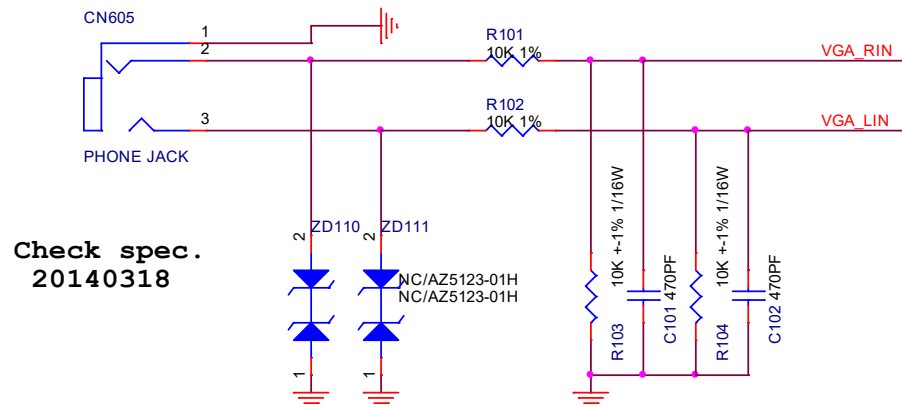 CN605
1
2
3
PHONE JACK
R101
10K 1%
R102
10K 1%
VGA_RIN
VGA_LIN
Check spec.
20140318
2
ZD110
2
ZD111
NC/AZ5123-01H
NC/AZ5123-01H
1
1
R103
10K +-1% 1/16W
C101 470PF
R104
10K +-1% 1/16W
C102 470PF